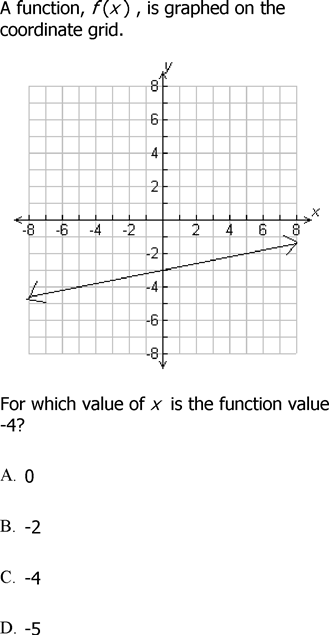 A function, f(x) , is graphed on the
coordinate grid.
y
8
6
4
2
x
-8 -6 -4 -2 2 4 6 8
-2
-4
-6
-8
For which value of x is the function value
-4?
A. 0
B. -2
C. -4
D. -5